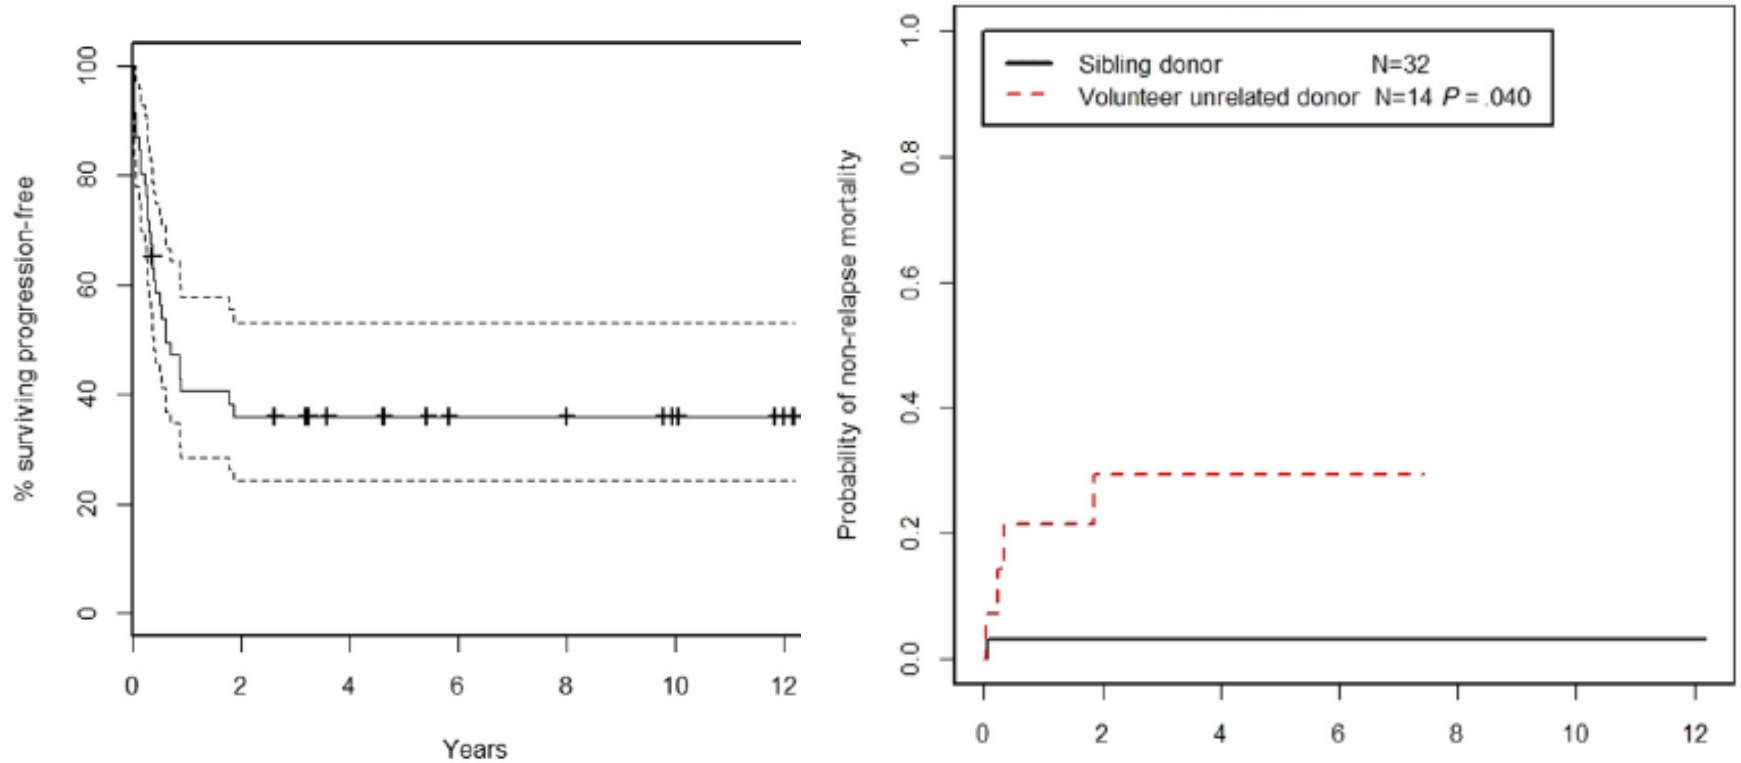 % surviving progression-free
100
80
60
40
20
0
0 2 4 6 8 10 12
Years
Probability of non-relapse mortality
1.0
0.8
0.6
0.4
0.2
0.0
Sibling donor N=32
Volunteer unrelated donor N=14 P = .040
0 2 4 6 8 10 12